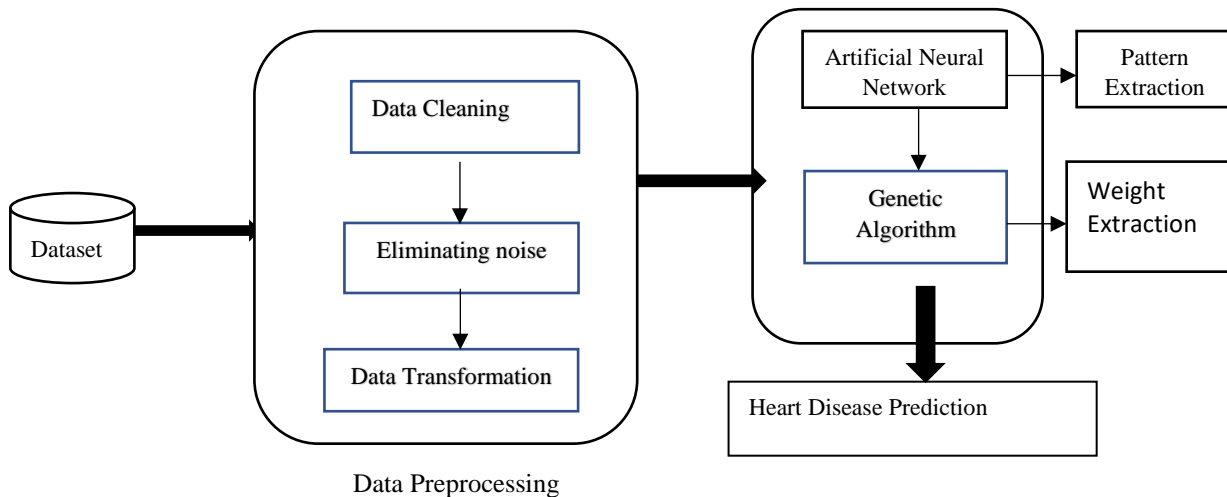 Dataset
Data Cleaning
Eliminating noise
Data Transformation
Data Preprocessing
Artificial Neural
Network
Pattern
Extraction
Genetic
Algorithm
Weight
Extraction
Heart Disease Prediction